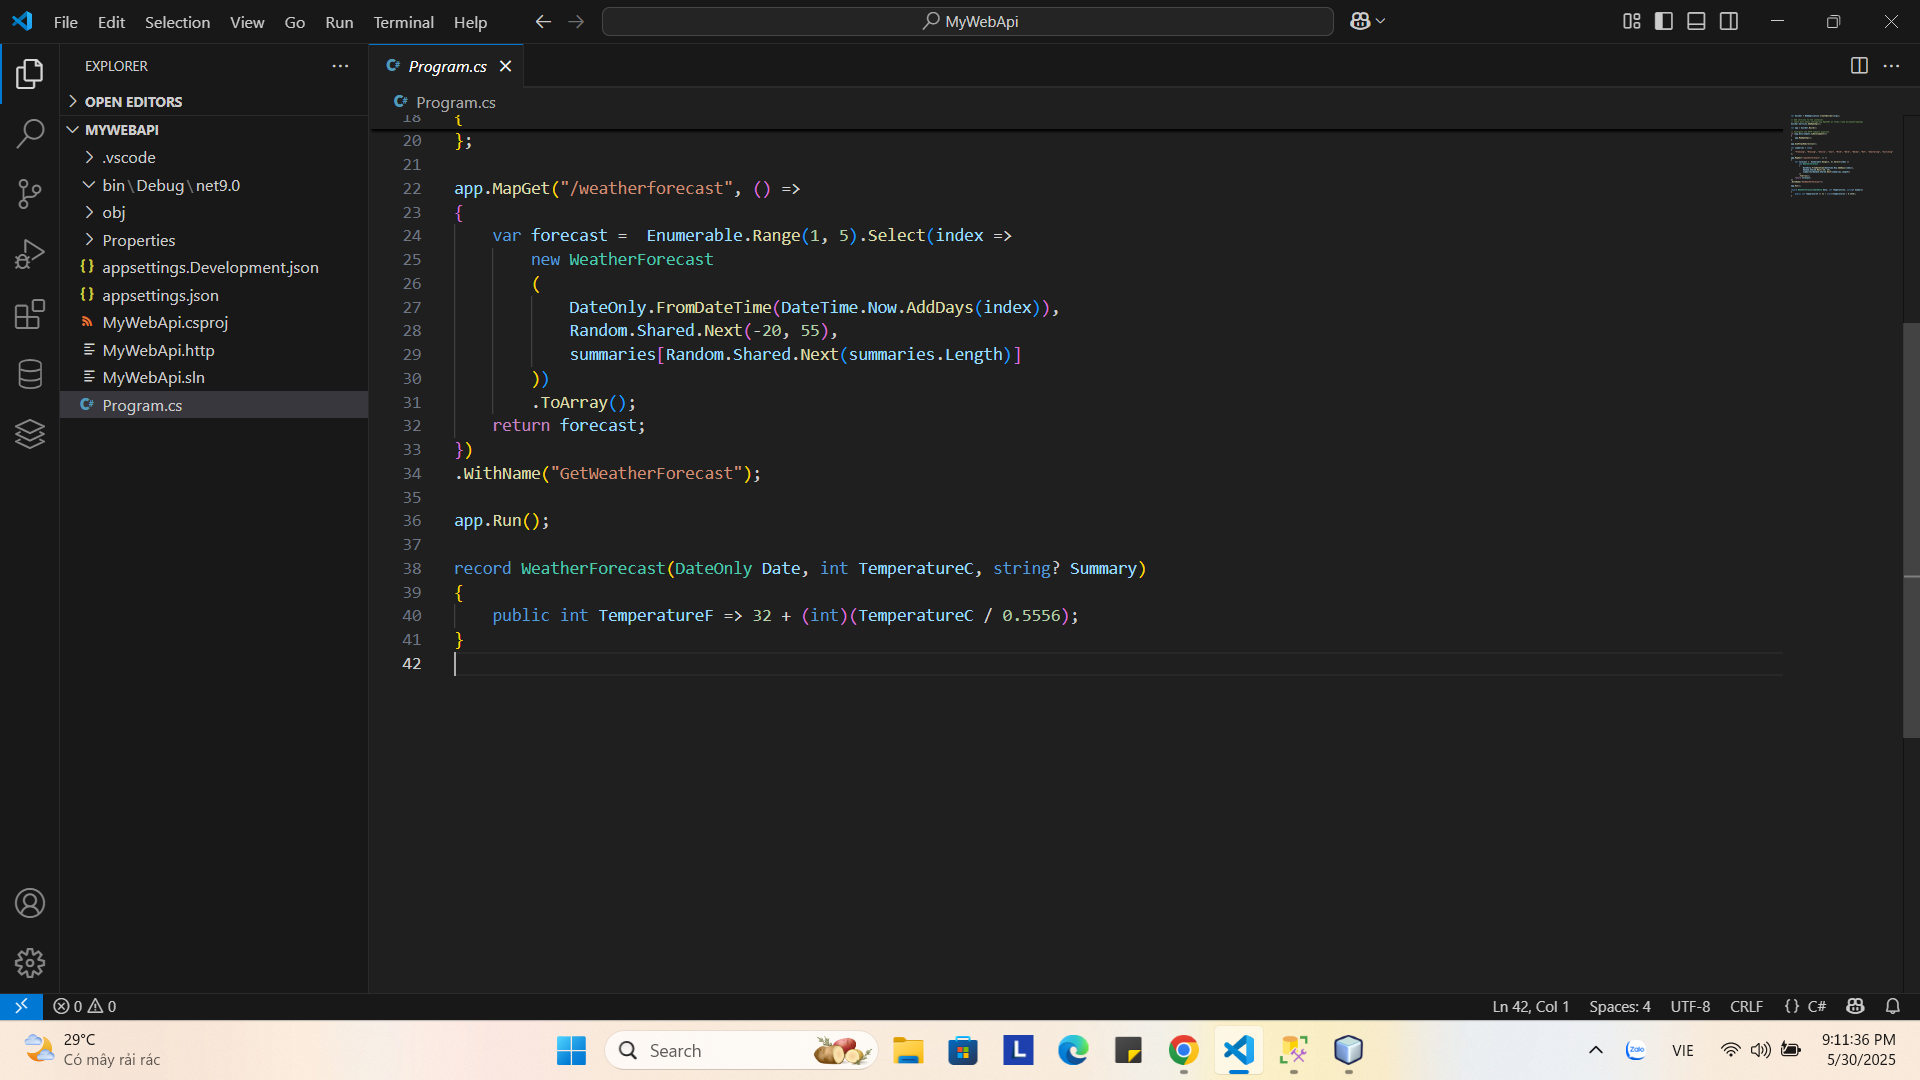 File Edit Selection View Go Run Terminal Help
MyWebApi
EXPLORER
OPEN EDITORS
MYWEBAPI
.vscode
bin\Debug\net9.0
obj
Properties
{} appsettings.Development.json
{} appsettings.json
MyWebApi.csproj
MyWebApi.http
MyWebApi.sln
C# Program.cs
C# Program.cs
C# Program.cs
18 {
20 };
21
22 app.MapGet("/weatherforecast", () =>
23 {
24     var forecast =  Enumerable.Range(1, 5).Select(index =>
25         new WeatherForecast
26         (
27             DateOnly.FromDateTime(DateTime.Now.AddDays(index)),
28             Random.Shared.Next(-20, 55),
29             summaries[Random.Shared.Next(summaries.Length)]
30         ))
31         .ToArray();
32     return forecast;
33 })
34 .WithName("GetWeatherForecast");
35
36 app.Run();
37
38 record WeatherForecast(DateOnly Date, int TemperatureC, string? Summary)
39 {
40     public int TemperatureF => 32 + (int)(TemperatureC / 0.5556);
41 }
42
0 0
Ln 42, Col 1 Spaces: 4 UTF-8 CRLF {} C#
29°C
Có mây rải rác
Search
L
Zalo
VIE
9:11:36 PM
5/30/2025